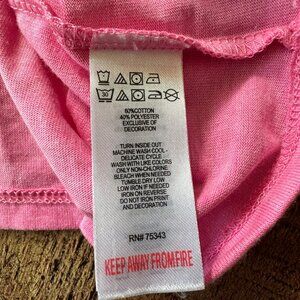 30
60%COTTON
40% POLYESTER
EXCLUSIVE OF
DECORATION
TURN INSIDE OUT
MACHINE WASH COOL -
DELICATE CYCLE
WASH WITH LIKE COLORS
ONLY NON-CHLORINE
BLEACH WHEN NEEDED
TUMBLE DRY LOW
LOW IRON IF NEEDED
IRON ON REVERSE
DO NOT IRON PRINT
AND DECORATION
RN# 75343
KEEP AWAY FROM FIRE